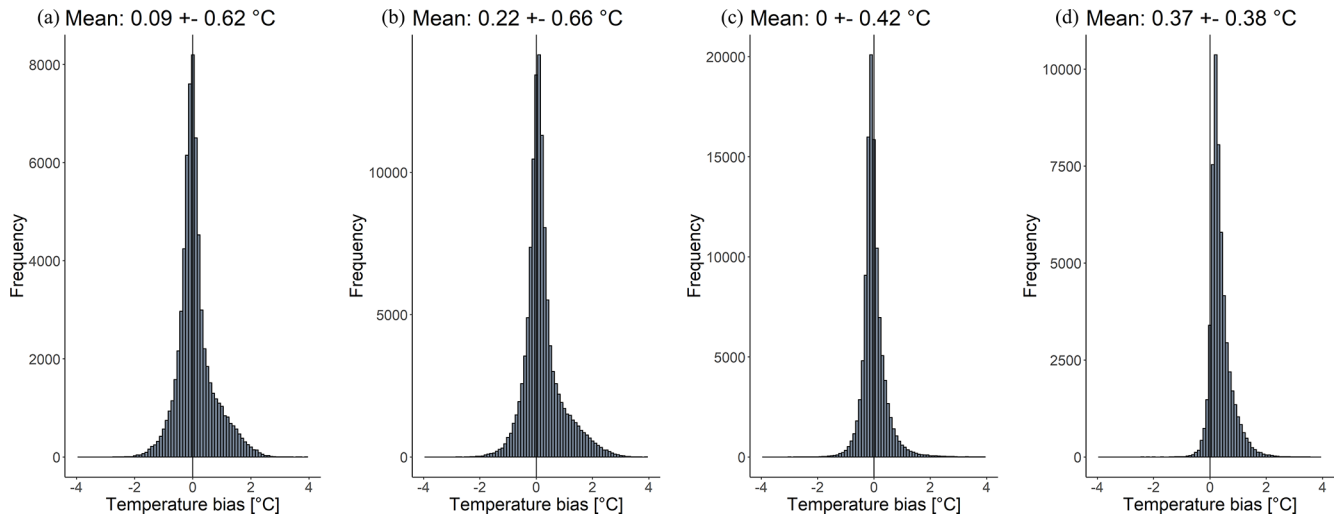 (a) Mean: 0.09 +- 0.62 °C
8000
6000
4000
2000
0
Frequency
-4 -2 0 2 4
Temperature bias [°C]
(b) Mean: 0.22 +- 0.66 °C
10000
5000
0
Frequency
-4 -2 0 2 4
Temperature bias [°C]
(c) Mean: 0 +- 0.42 °C
20000
15000
10000
5000
0
Frequency
-4 -2 0 2 4
Temperature bias [°C]
(d) Mean: 0.37 +- 0.38 °C
10000
7500
5000
2500
0
Frequency
-4 -2 0 2 4
Temperature bias [°C]